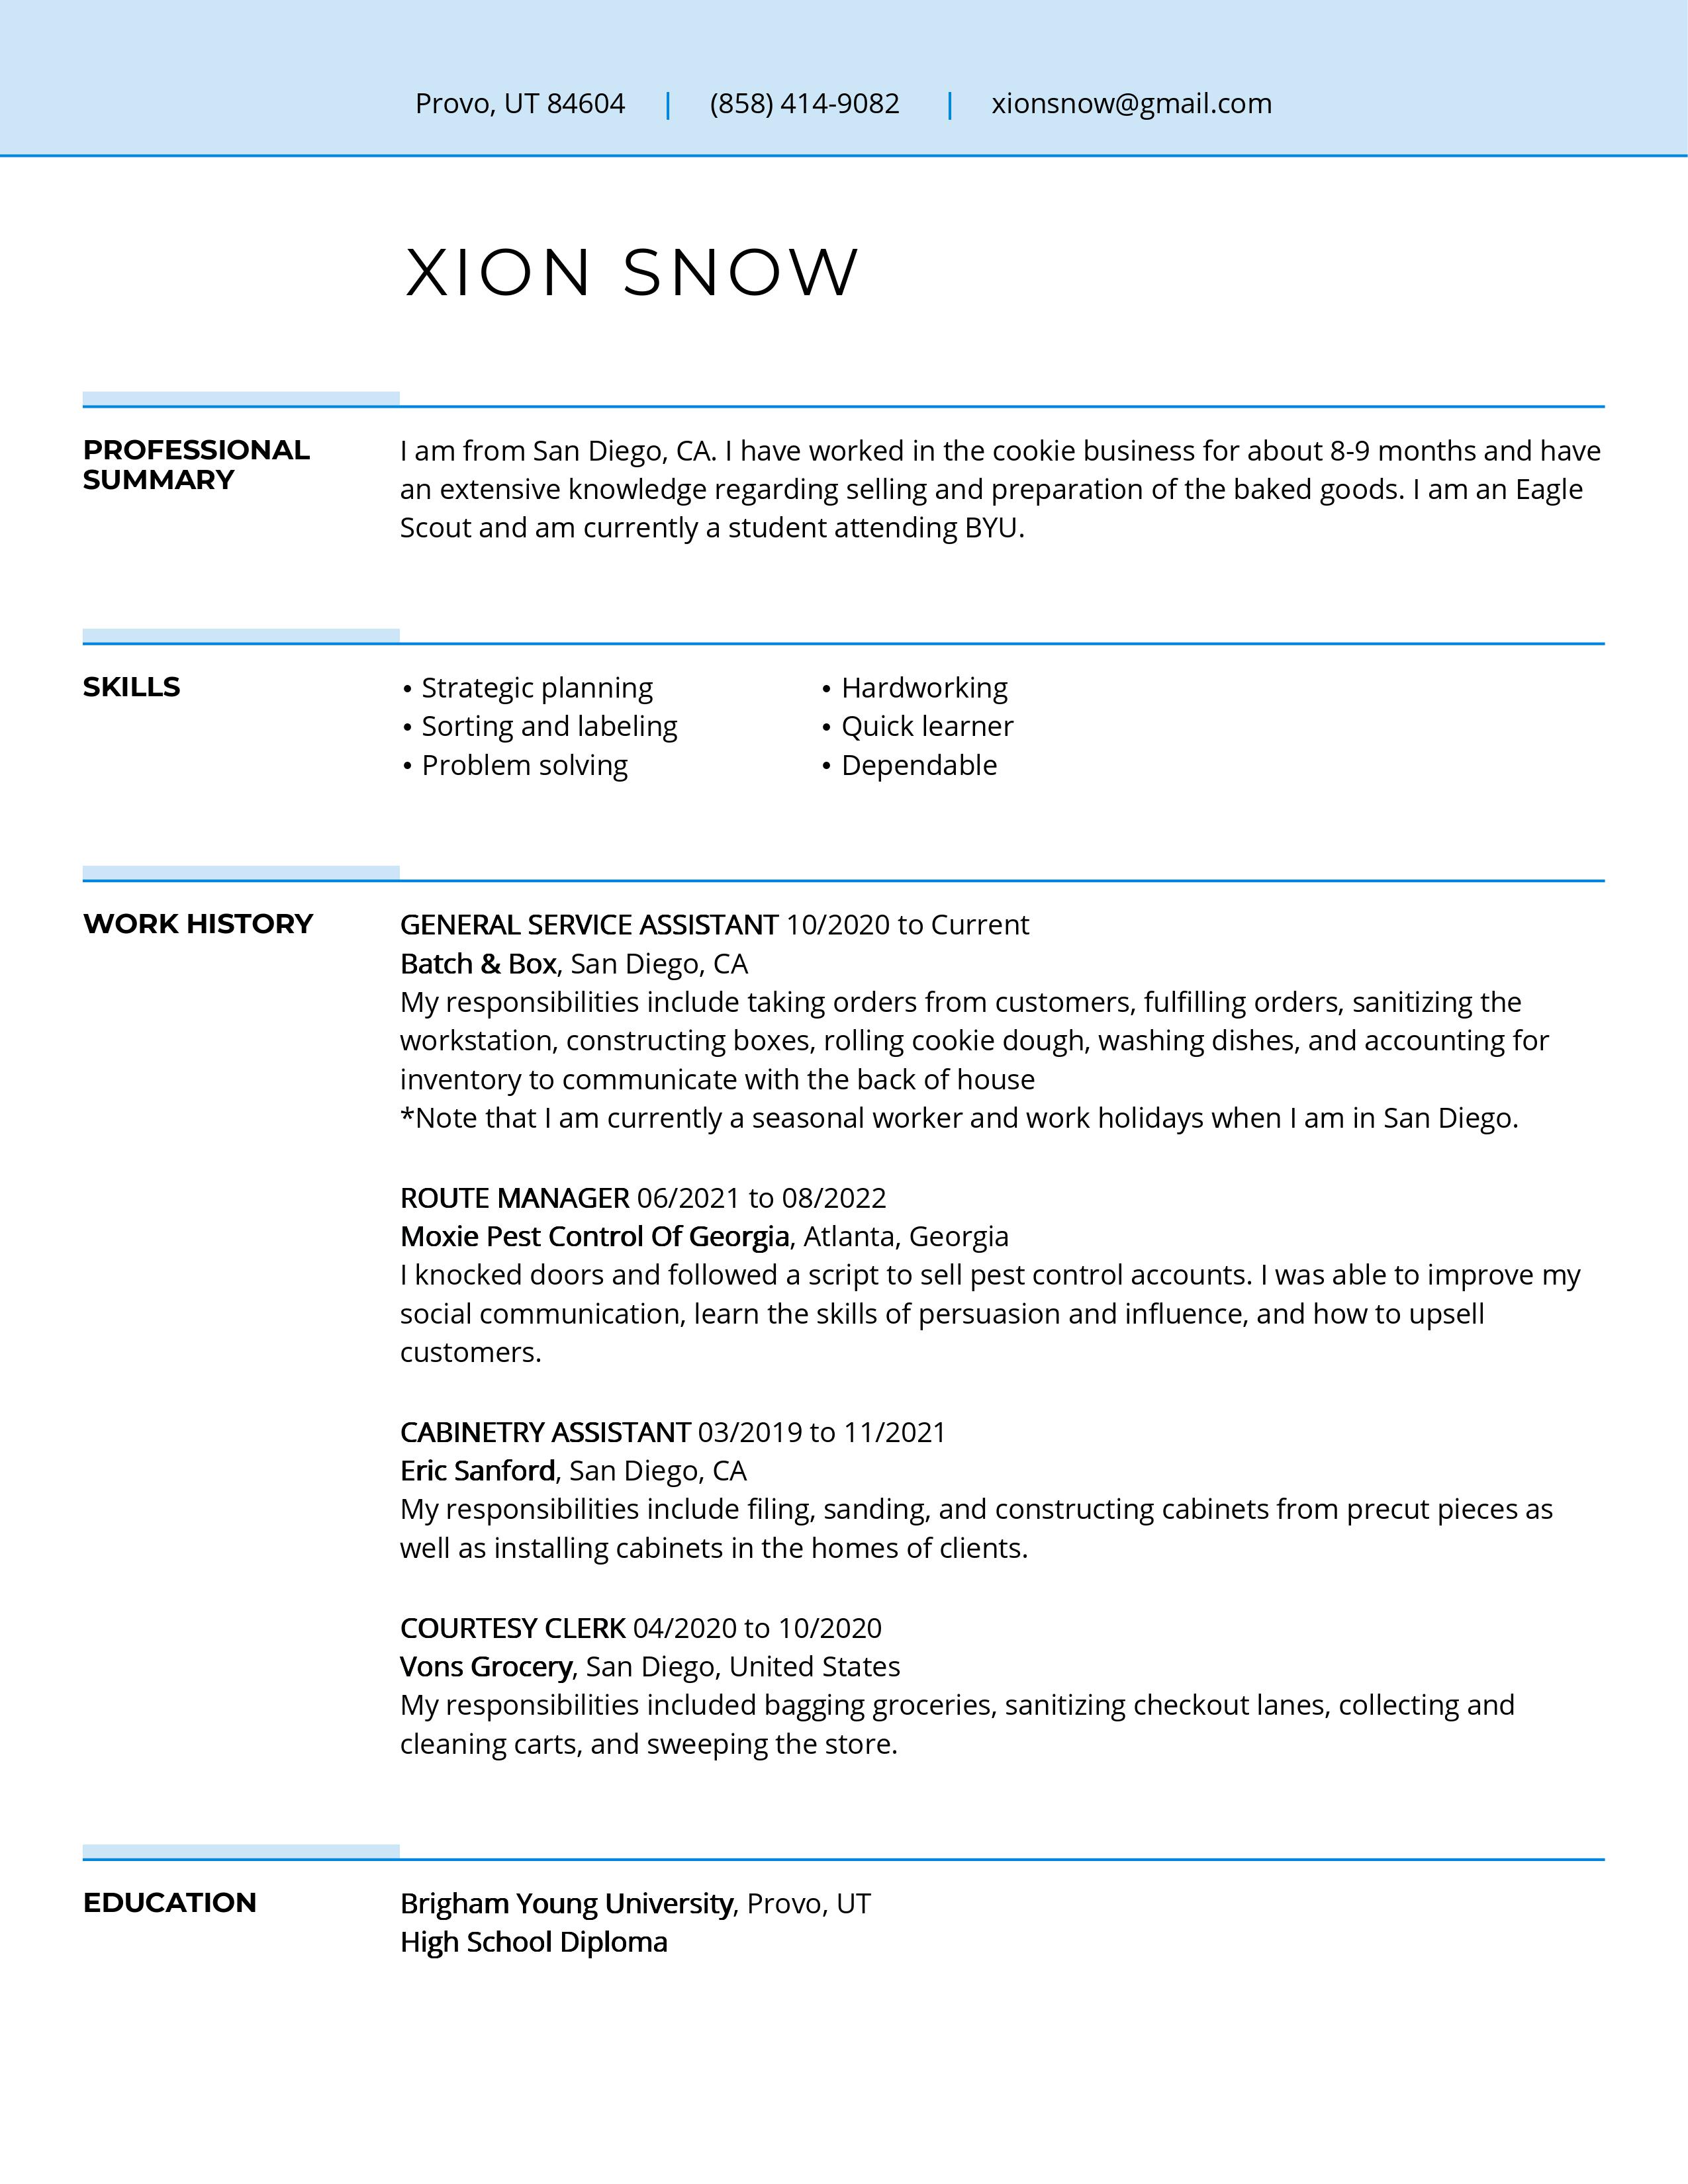 Provo, UT 84604 | (858) 414-9082 | xionsnow@gmail.com
XION SNOW
PROFESSIONAL
SUMMARY
I am from San Diego, CA. I have worked in the cookie business for about 8-9 months and have
an extensive knowledge regarding selling and preparation of the baked goods. I am an Eagle
Scout and am currently a student attending BYU.
SKILLS
• Strategic planning
• Sorting and labeling
• Problem solving
• Hardworking
• Quick learner
• Dependable
WORK HISTORY
GENERAL SERVICE ASSISTANT 10/2020 to Current
Batch & Box, San Diego, CA
My responsibilities include taking orders from customers, fulfilling orders, sanitizing the
workstation, constructing boxes, rolling cookie dough, washing dishes, and accounting for
inventory to communicate with the back of house
*Note that I am currently a seasonal worker and work holidays when I am in San Diego.
ROUTE MANAGER 06/2021 to 08/2022
Moxie Pest Control Of Georgia, Atlanta, Georgia
I knocked doors and followed a script to sell pest control accounts. I was able to improve my
social communication, learn the skills of persuasion and influence, and how to upsell
customers.
CABINETRY ASSISTANT 03/2019 to 11/2021
Eric Sanford, San Diego, CA
My responsibilities include filing, sanding, and constructing cabinets from precut pieces as
well as installing cabinets in the homes of clients.
COURTESY CLERK 04/2020 to 10/2020
Vons Grocery, San Diego, United States
My responsibilities included bagging groceries, sanitizing checkout lanes, collecting and
cleaning carts, and sweeping the store.
EDUCATION
Brigham Young University, Provo, UT
High School Diploma